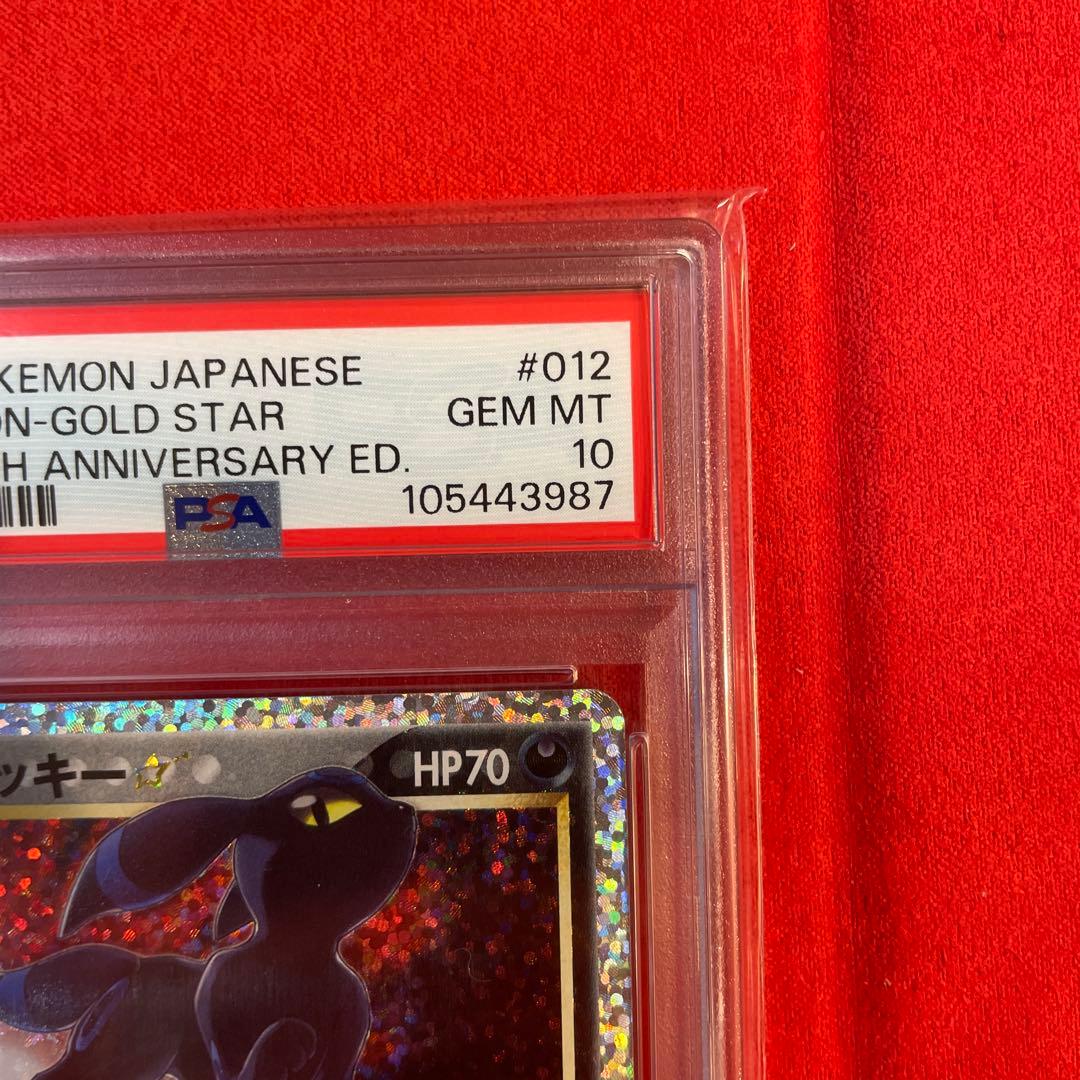 KEMON JAPANESE #012
ON-GOLD STAR GEM MT
H ANNIVERSARY ED. 10
PSA 105443987
ッキー☆ HP70